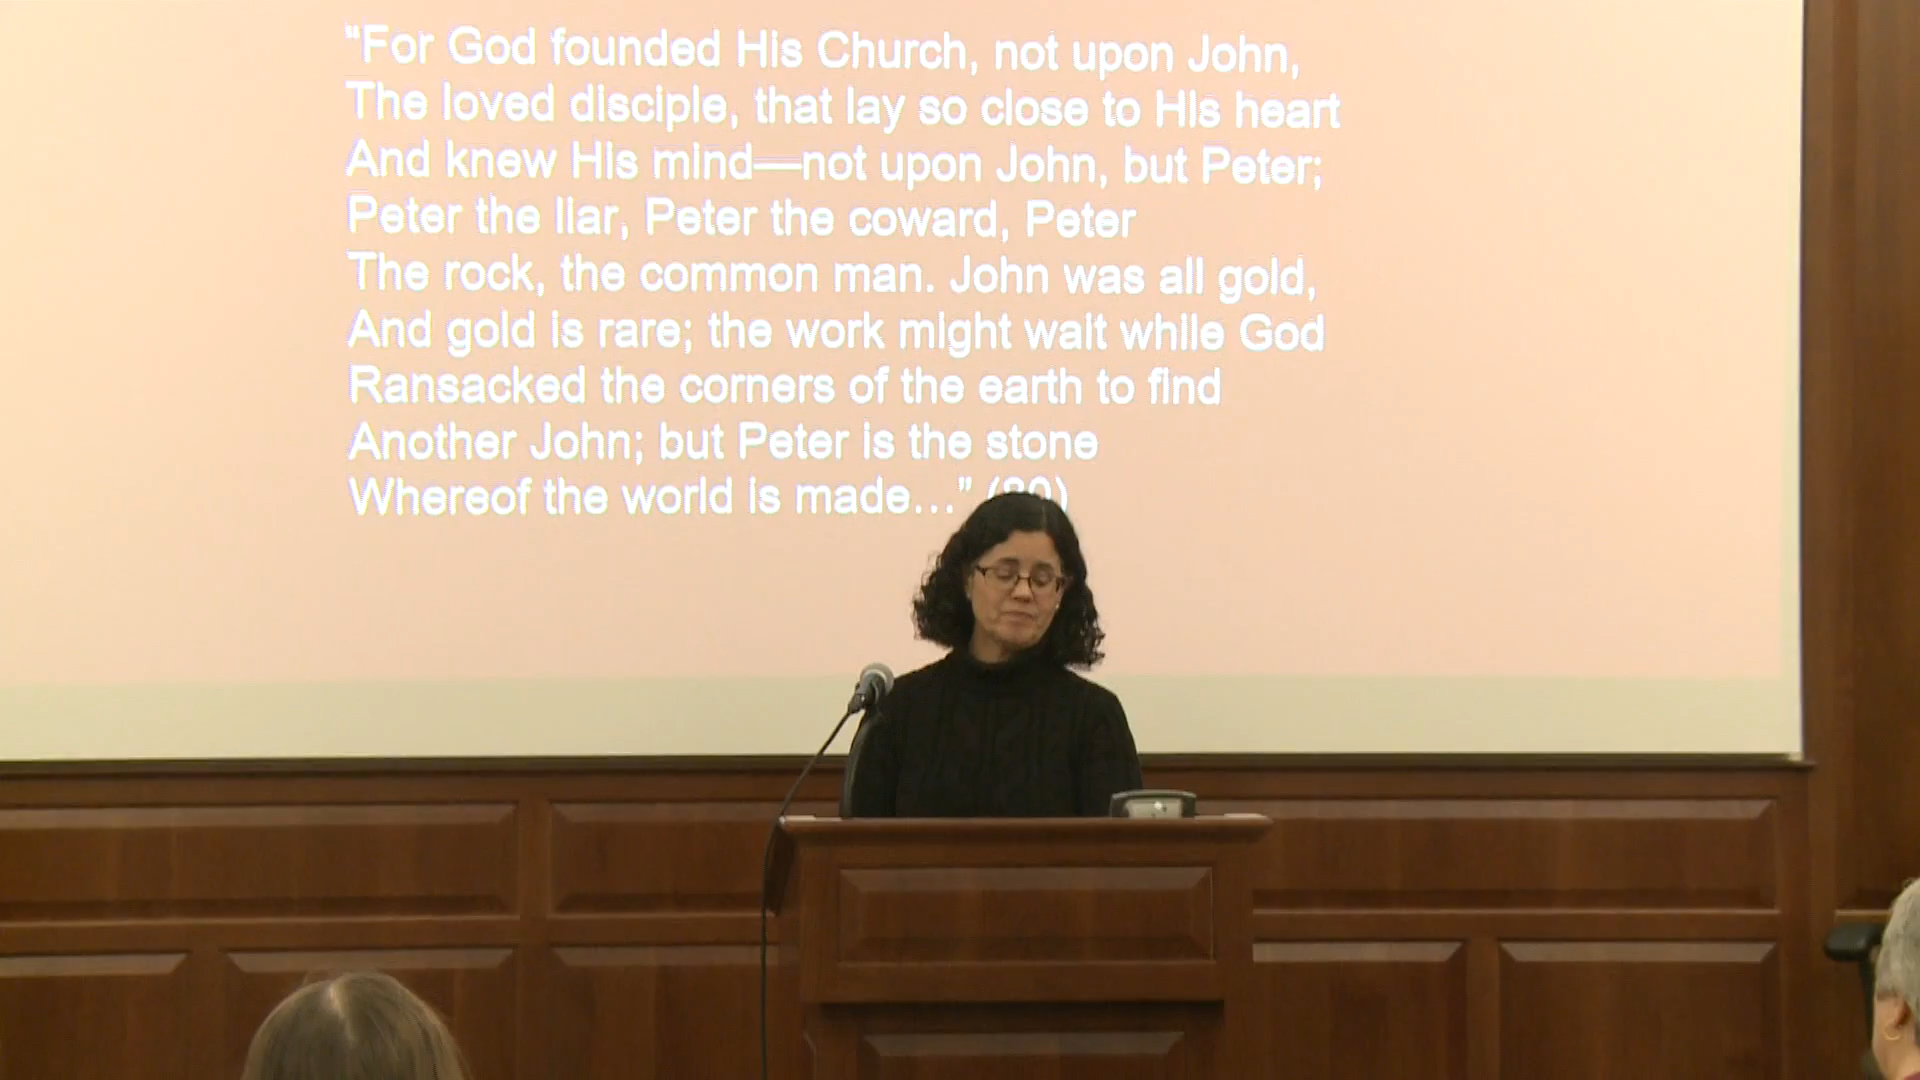 “For God founded His Church, not upon John,
The loved disciple, that lay so close to His heart
And knew His mind—not upon John, but Peter;
Peter the liar, Peter the coward, Peter
The rock, the common man. John was all gold,
And gold is rare; the work might wait while God
Ransacked the corners of the earth to find
Another John; but Peter is the stone
Whereof the world is made…”